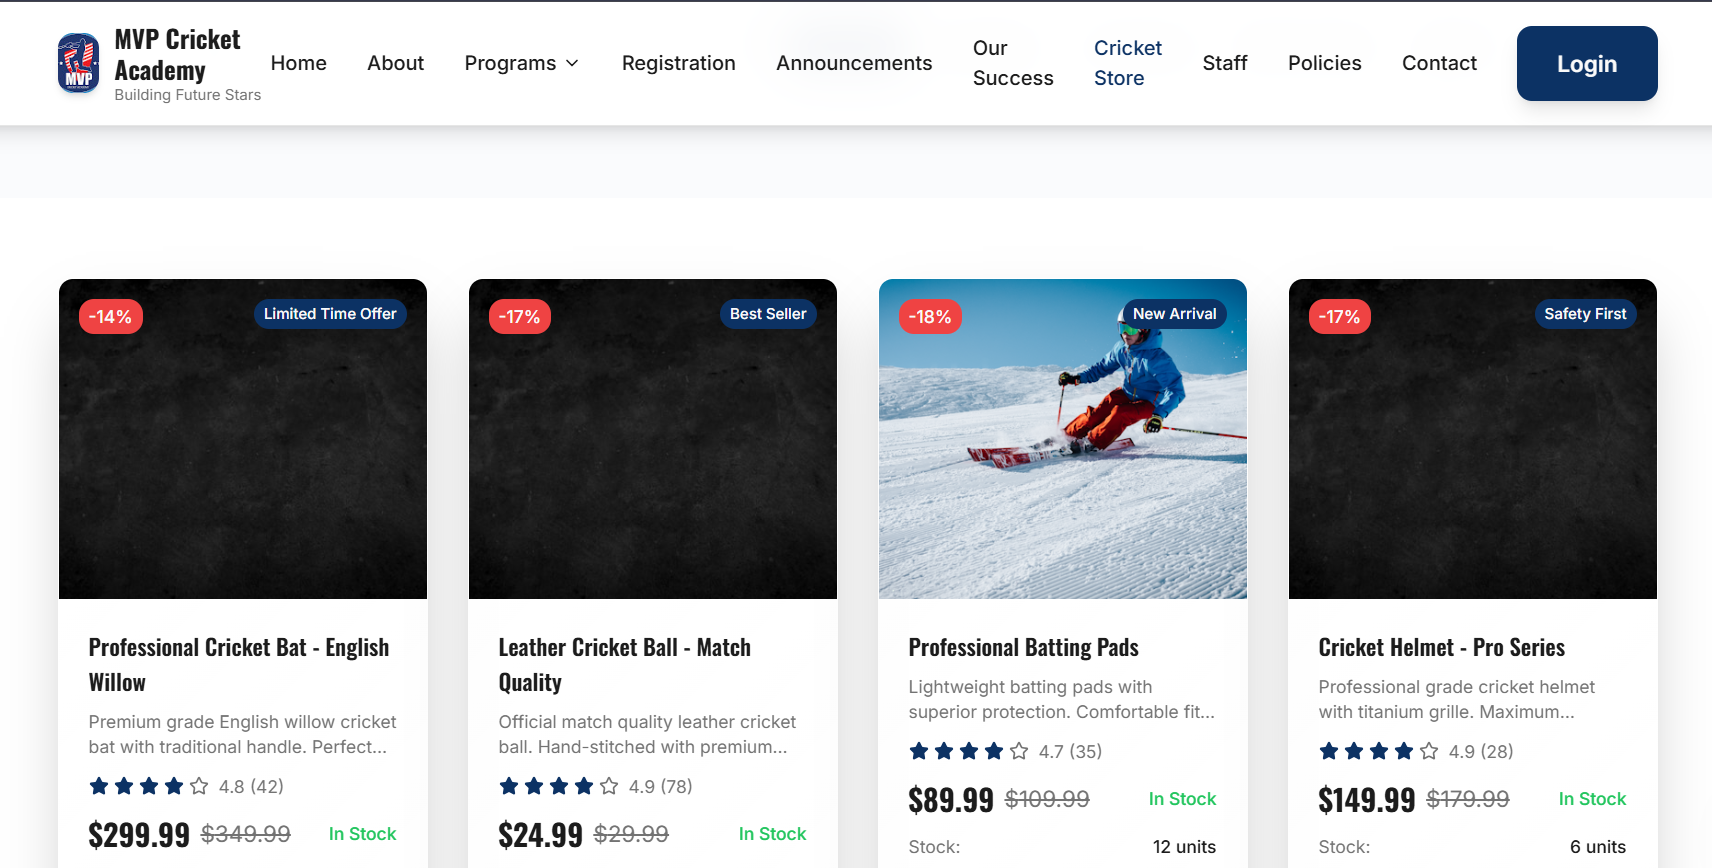 MVP
MVP Cricket
Academy
Building Future Stars
Home
About
Programs
Registration
Announcements
Our
Success
Cricket
Store
Staff
Policies
Contact
Login
-14%
Limited Time Offer
Professional Cricket Bat - English
Willow
Premium grade English willow cricket
bat with traditional handle. Perfect...
4.8 (42)
$299.99 $349.99 In Stock
-17%
Best Seller
Leather Cricket Ball - Match
Quality
Official match quality leather cricket
ball. Hand-stitched with premium...
4.9 (78)
$24.99 $29.99 In Stock
-18%
New Arrival
Professional Batting Pads
Lightweight batting pads with
superior protection. Comfortable fit...
4.7 (35)
$89.99 $109.99 In Stock
Stock: 12 units
-17%
Safety First
Cricket Helmet - Pro Series
Professional grade cricket helmet
with titanium grille. Maximum...
4.9 (28)
$149.99 $179.99 In Stock
Stock: 6 units